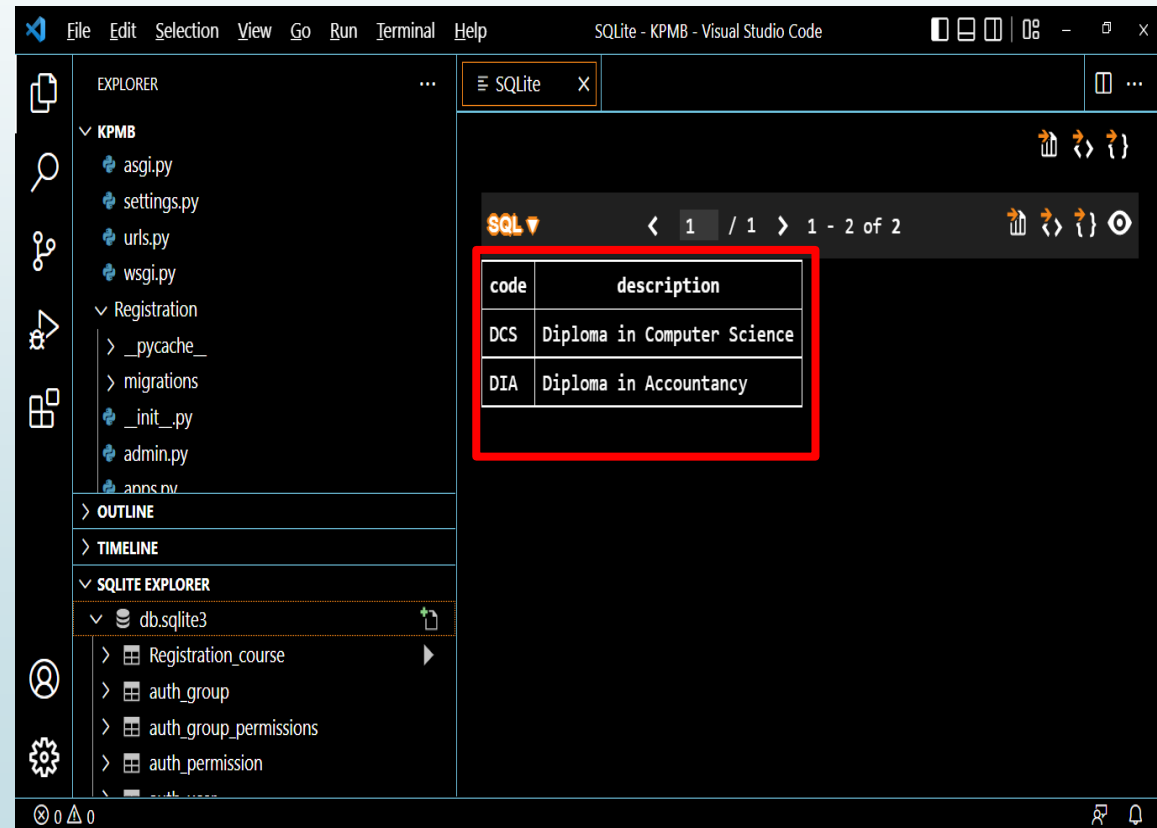 File Edit Selection View Go Run Terminal Help SQLite - KPMB - Visual Studio Code
EXPLORER
SQLite
KPMB
asgi.py
settings.py
urls.py
wsgi.py
Registration
__pycache__
migrations
__init__.py
admin.py
apps.py
OUTLINE
TIMELINE
SQLITE EXPLORER
db.sqlite3
Registration_course
auth_group
auth_group_permissions
auth_permission
SQL 1 / 1 1 - 2 of 2
code description
DCS Diploma in Computer Science
DIA Diploma in Accountancy
0 0